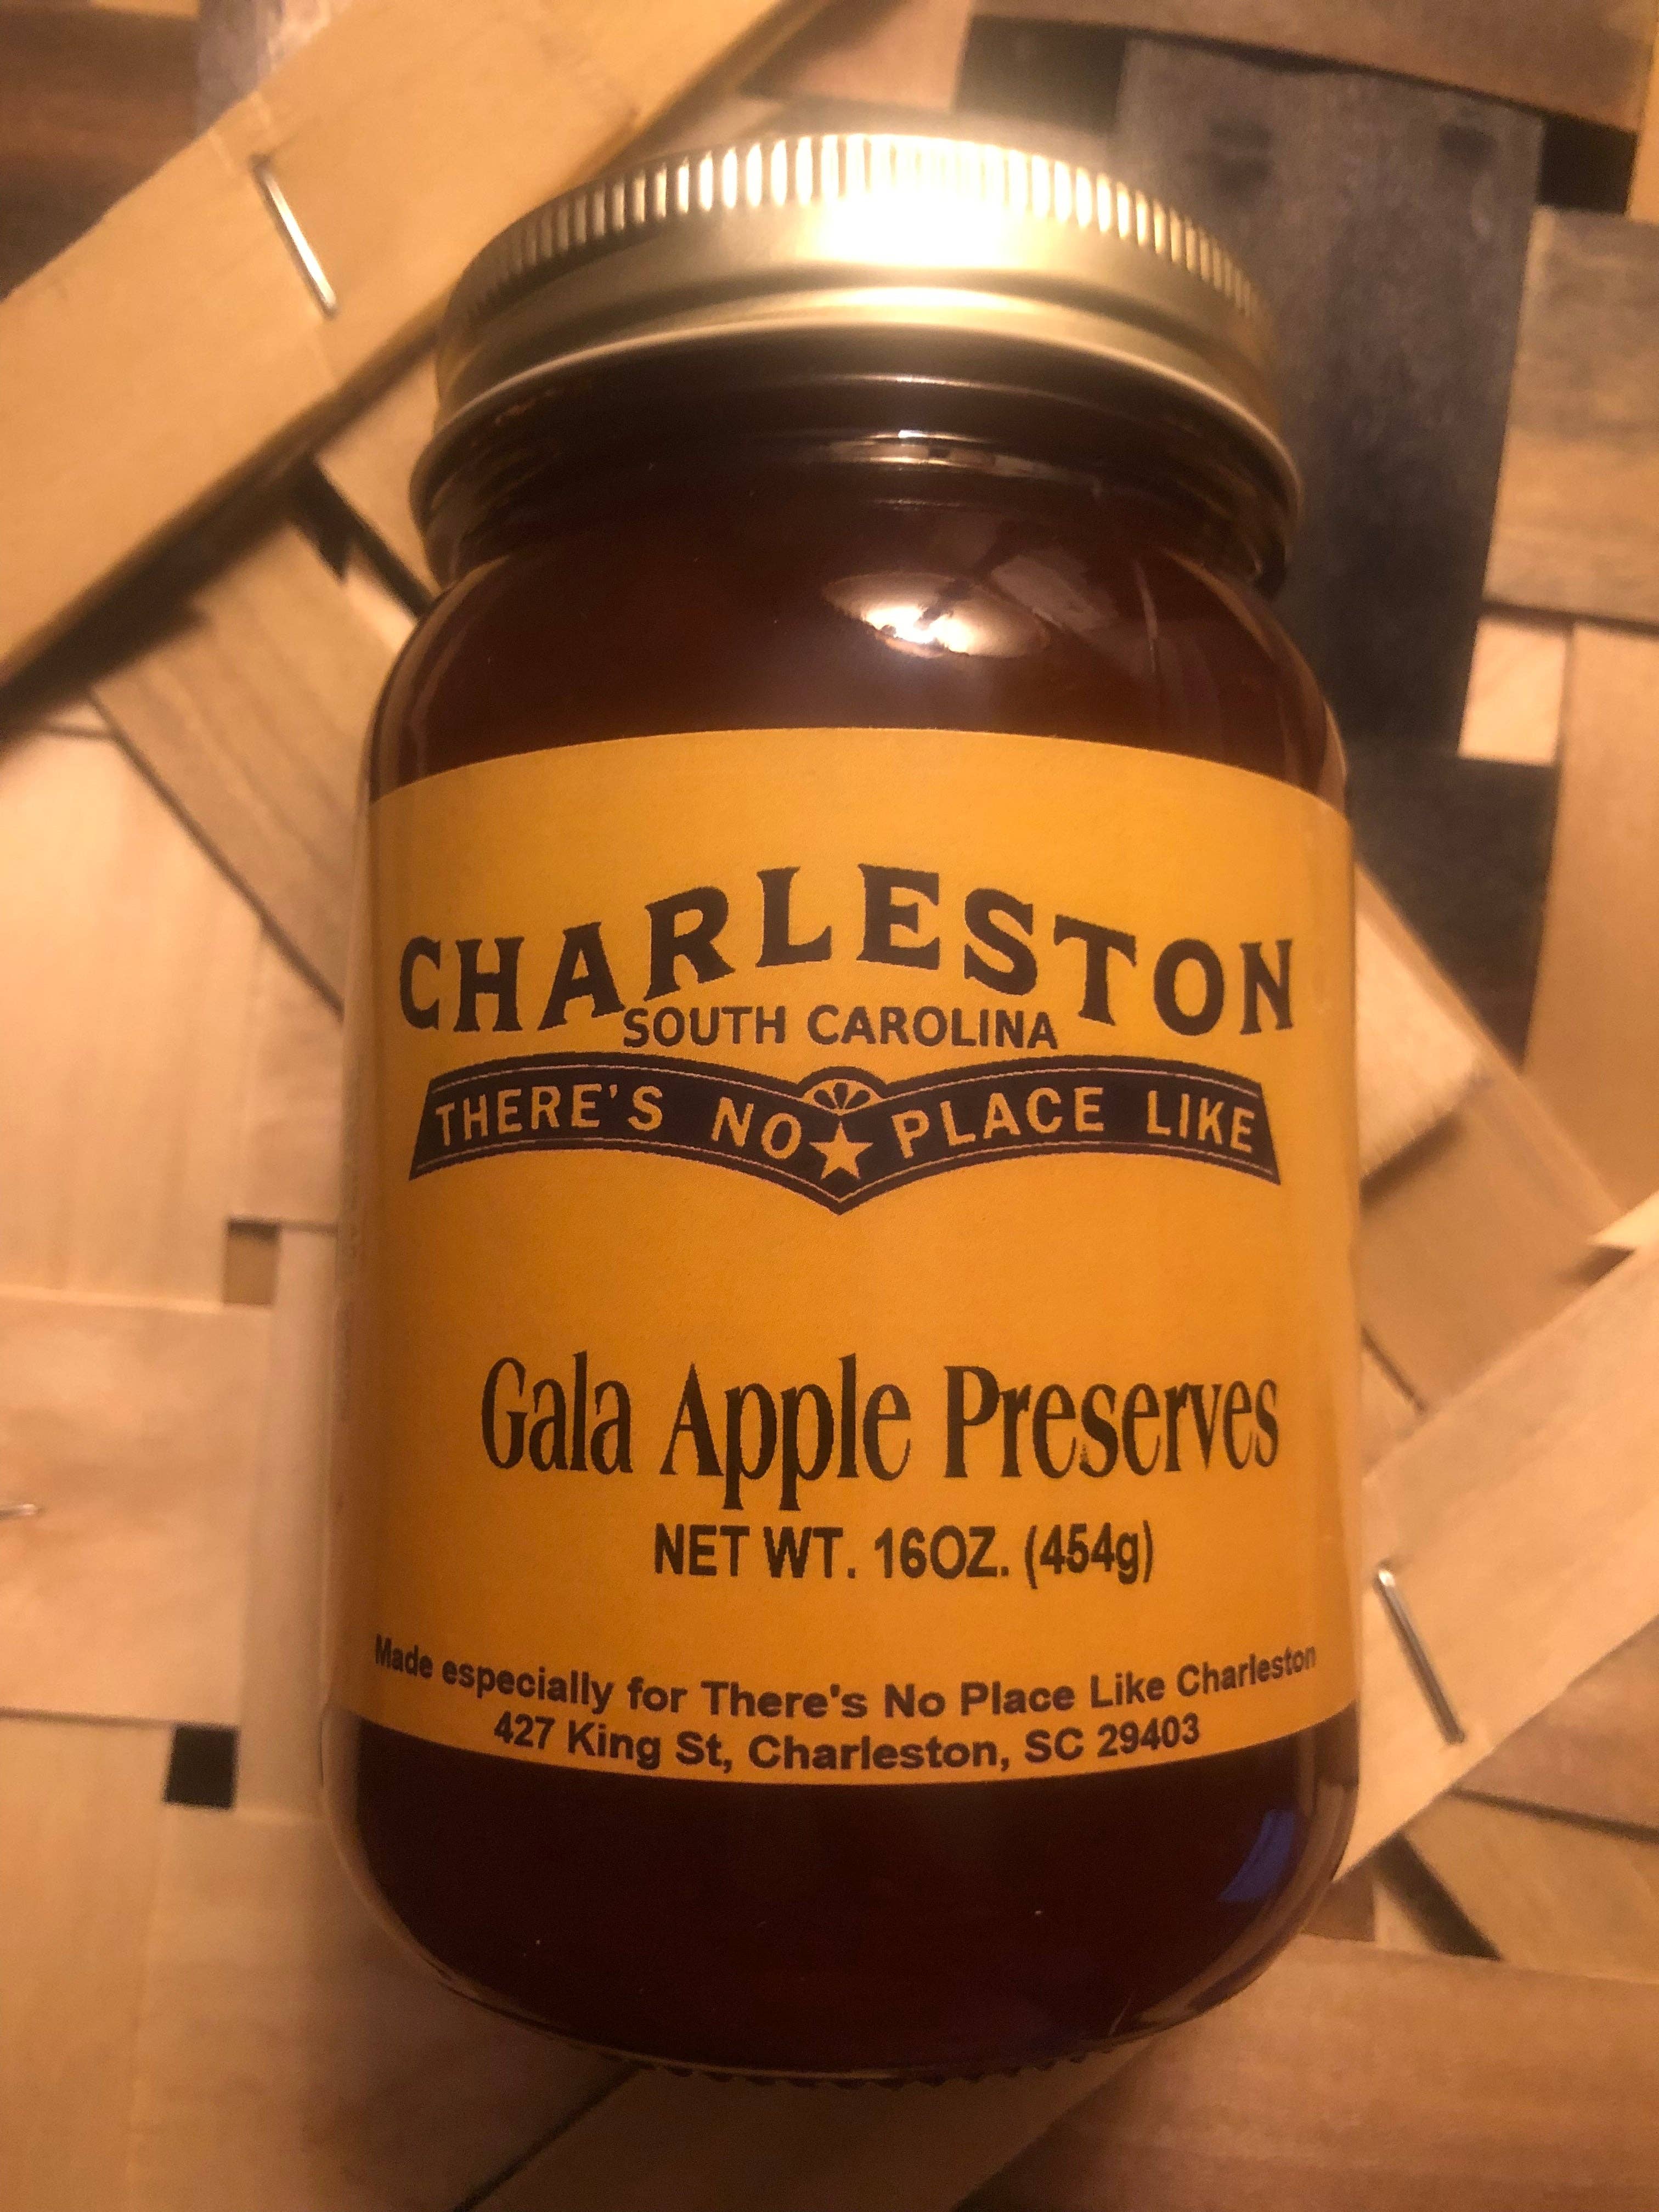 CHARLESTON
SOUTH CAROLINA
THERE'S NO PLACE LIKE
Gala Apple Preserves
NET WT. 16OZ. (454g)
Made especially for There's No Place Like Charleston
427 King St, Charleston, SC 29403